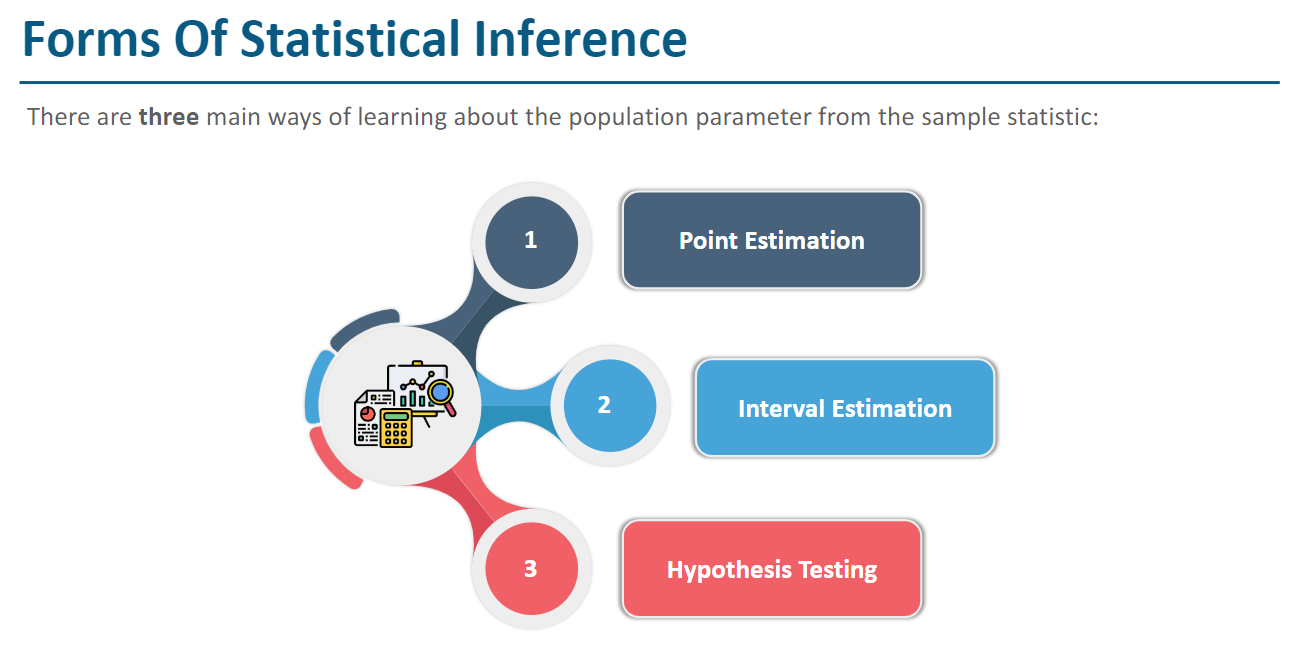 Forms Of Statistical Inference
There are three main ways of learning about the population parameter from the sample statistic:
1
Point Estimation
2
Interval Estimation
3
Hypothesis Testing